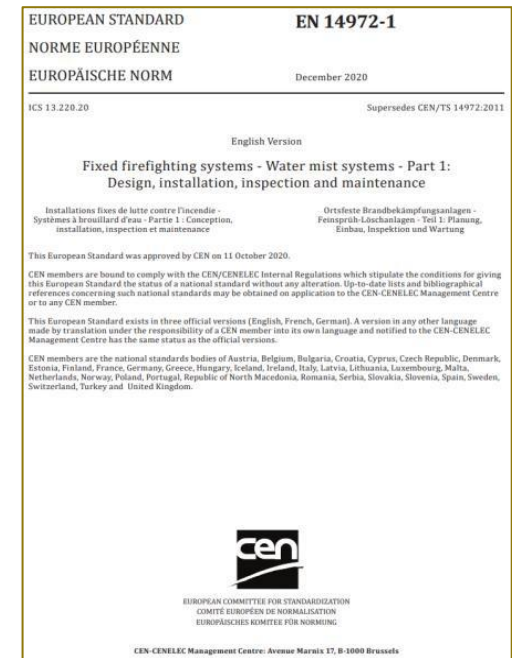 EUROPEAN STANDARD
EN 14972-1
NORME EUROPÉENNE
EUROPÄISCHE NORM
December 2020
ICS 13.220.20
Supersedes CEN/TS 14972:2011
English Version
Fixed firefighting systems - Water mist systems - Part 1:
Design, installation, inspection and maintenance
Installations fixes de lutte contre l'incendie -
Systèmes à brouillard d'eau - Partie 1 : Conception,
installation, inspection et maintenance
Ortsfeste Brandbekämpfungsanlagen -
Feinsprüh-Löschanlagen - Teil 1: Planung,
Einbau, Inspektion und Wartung
This European Standard was approved by CEN on 11 October 2020.
CEN members are bound to comply with the CEN/CENELEC Internal Regulations which stipulate the conditions for giving
this European Standard the status of a national standard without any alteration. Up-to-date lists and bibliographical
references concerning such national standards may be obtained on application to the CEN-CENELEC Management Centre
or to any CEN member.
This European Standard exists in three official versions (English, French, German). A version in any other language
made by translation under the responsibility of a CEN member into its own language and notified to the CEN-CENELEC
Management Centre has the same status as the official versions.
CEN members are the national standards bodies of Austria, Belgium, Bulgaria, Croatia, Cyprus, Czech Republic, Denmark,
Estonia, Finland, France, Germany, Greece, Hungary, Iceland, Ireland, Italy, Latvia, Lithuania, Luxembourg, Malta,
Netherlands, Norway, Poland, Portugal, Republic of North Macedonia, Romania, Serbia, Slovakia, Slovenia, Spain, Sweden,
Switzerland, Turkey and United Kingdom.
cen
EUROPEAN COMMITTEE FOR STANDARDIZATION
COMITÉ EUROPÉEN DE NORMALISATION
EUROPÄISCHES KOMITEE FÜR NORMUNG
CEN-CENELEC Management Centre: Avenue Marnix 17, B-1000 Brussels